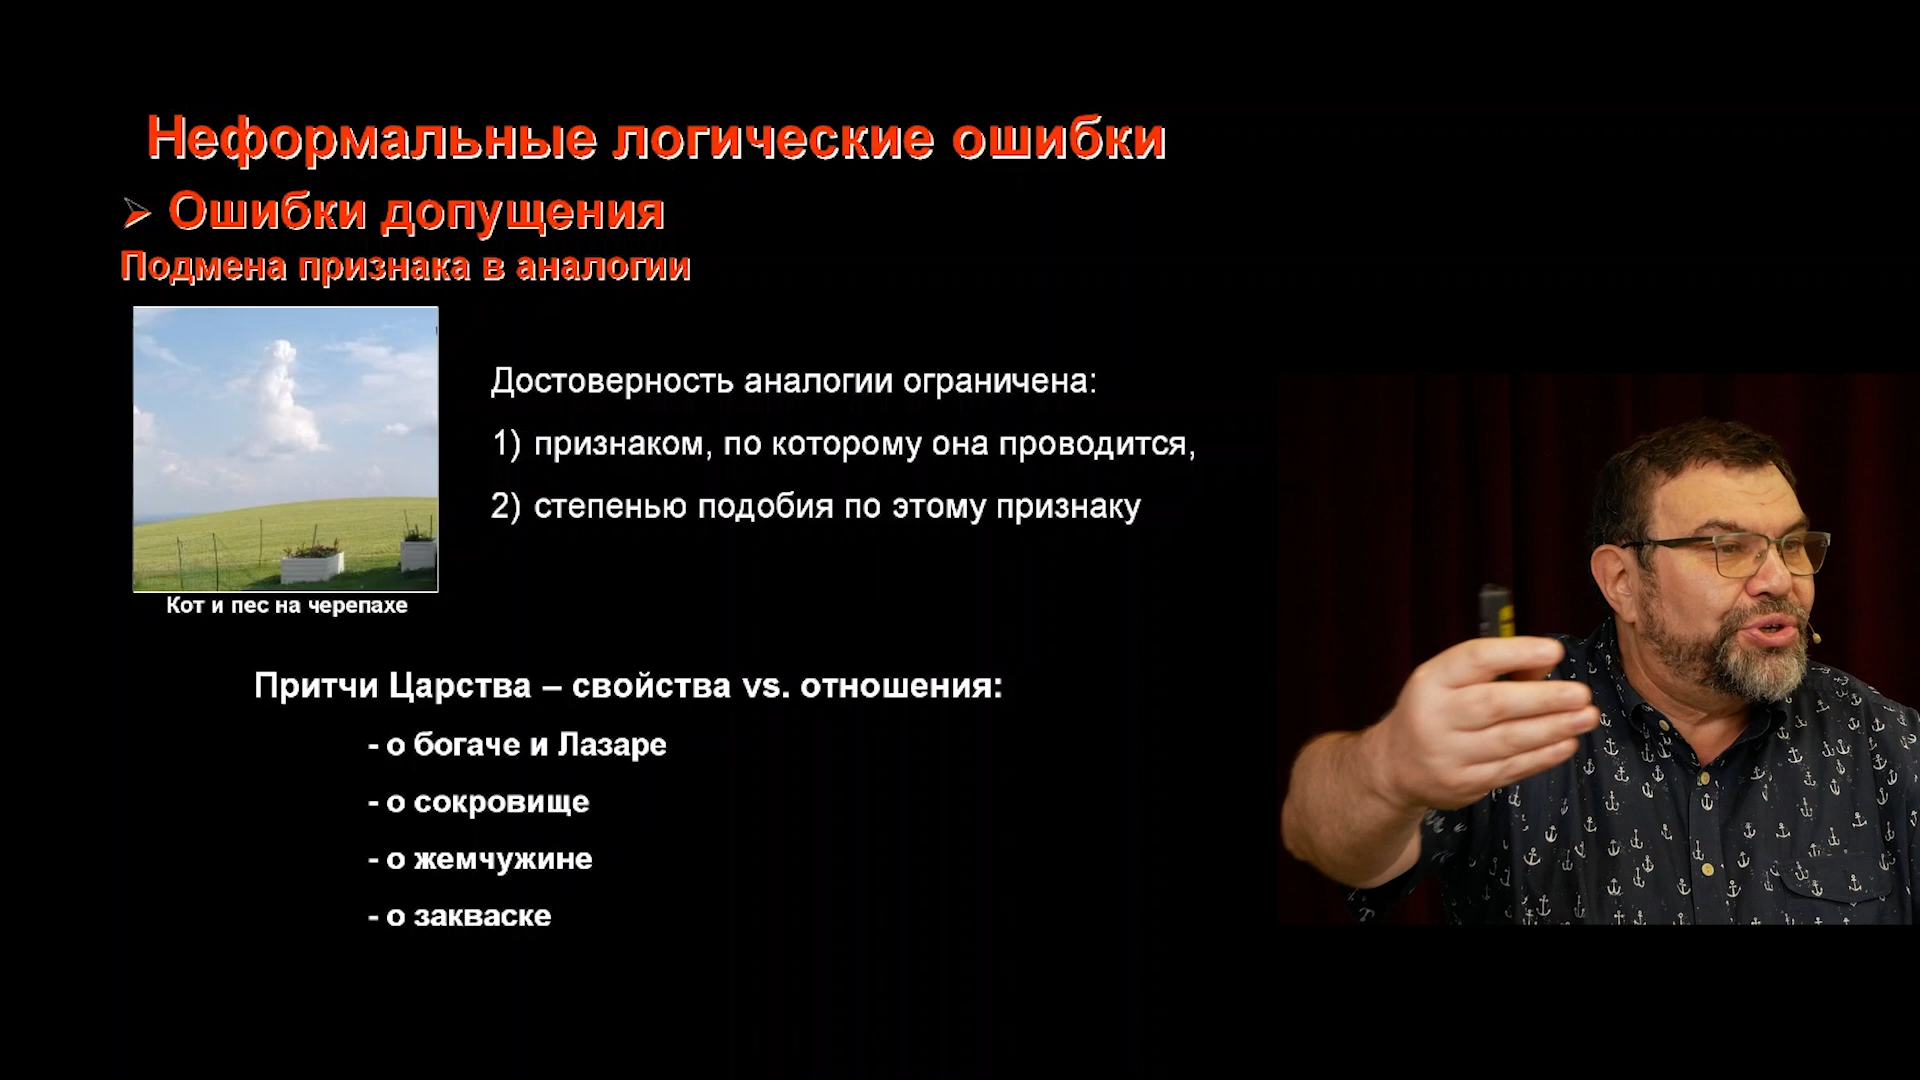 Неформальные логические ошибки
Ошибки допущения
Подмена признака в аналогии
Достоверность аналогии ограничена:
1) признаком, по которому она проводится,
2) степенью подобия по этому признаку
Кот и пес на черепахе
Притчи Царства – свойства vs. отношения:
- о богаче и Лазаре
- о сокровище
- о жемчужине
- о закваске